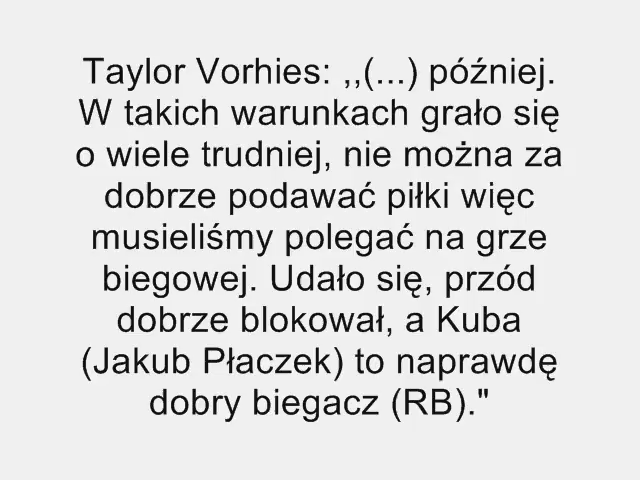 Taylor Vorhies: ,,(...) później.
W takich warunkach grało się
o wiele trudniej, nie można za
dobrze podawać piłki więc
musieliśmy polegać na grze
biegowej. Udało się, przód
dobrze blokował, a Kuba
(Jakub Płaczek) to naprawdę
dobry biegacz (RB)."